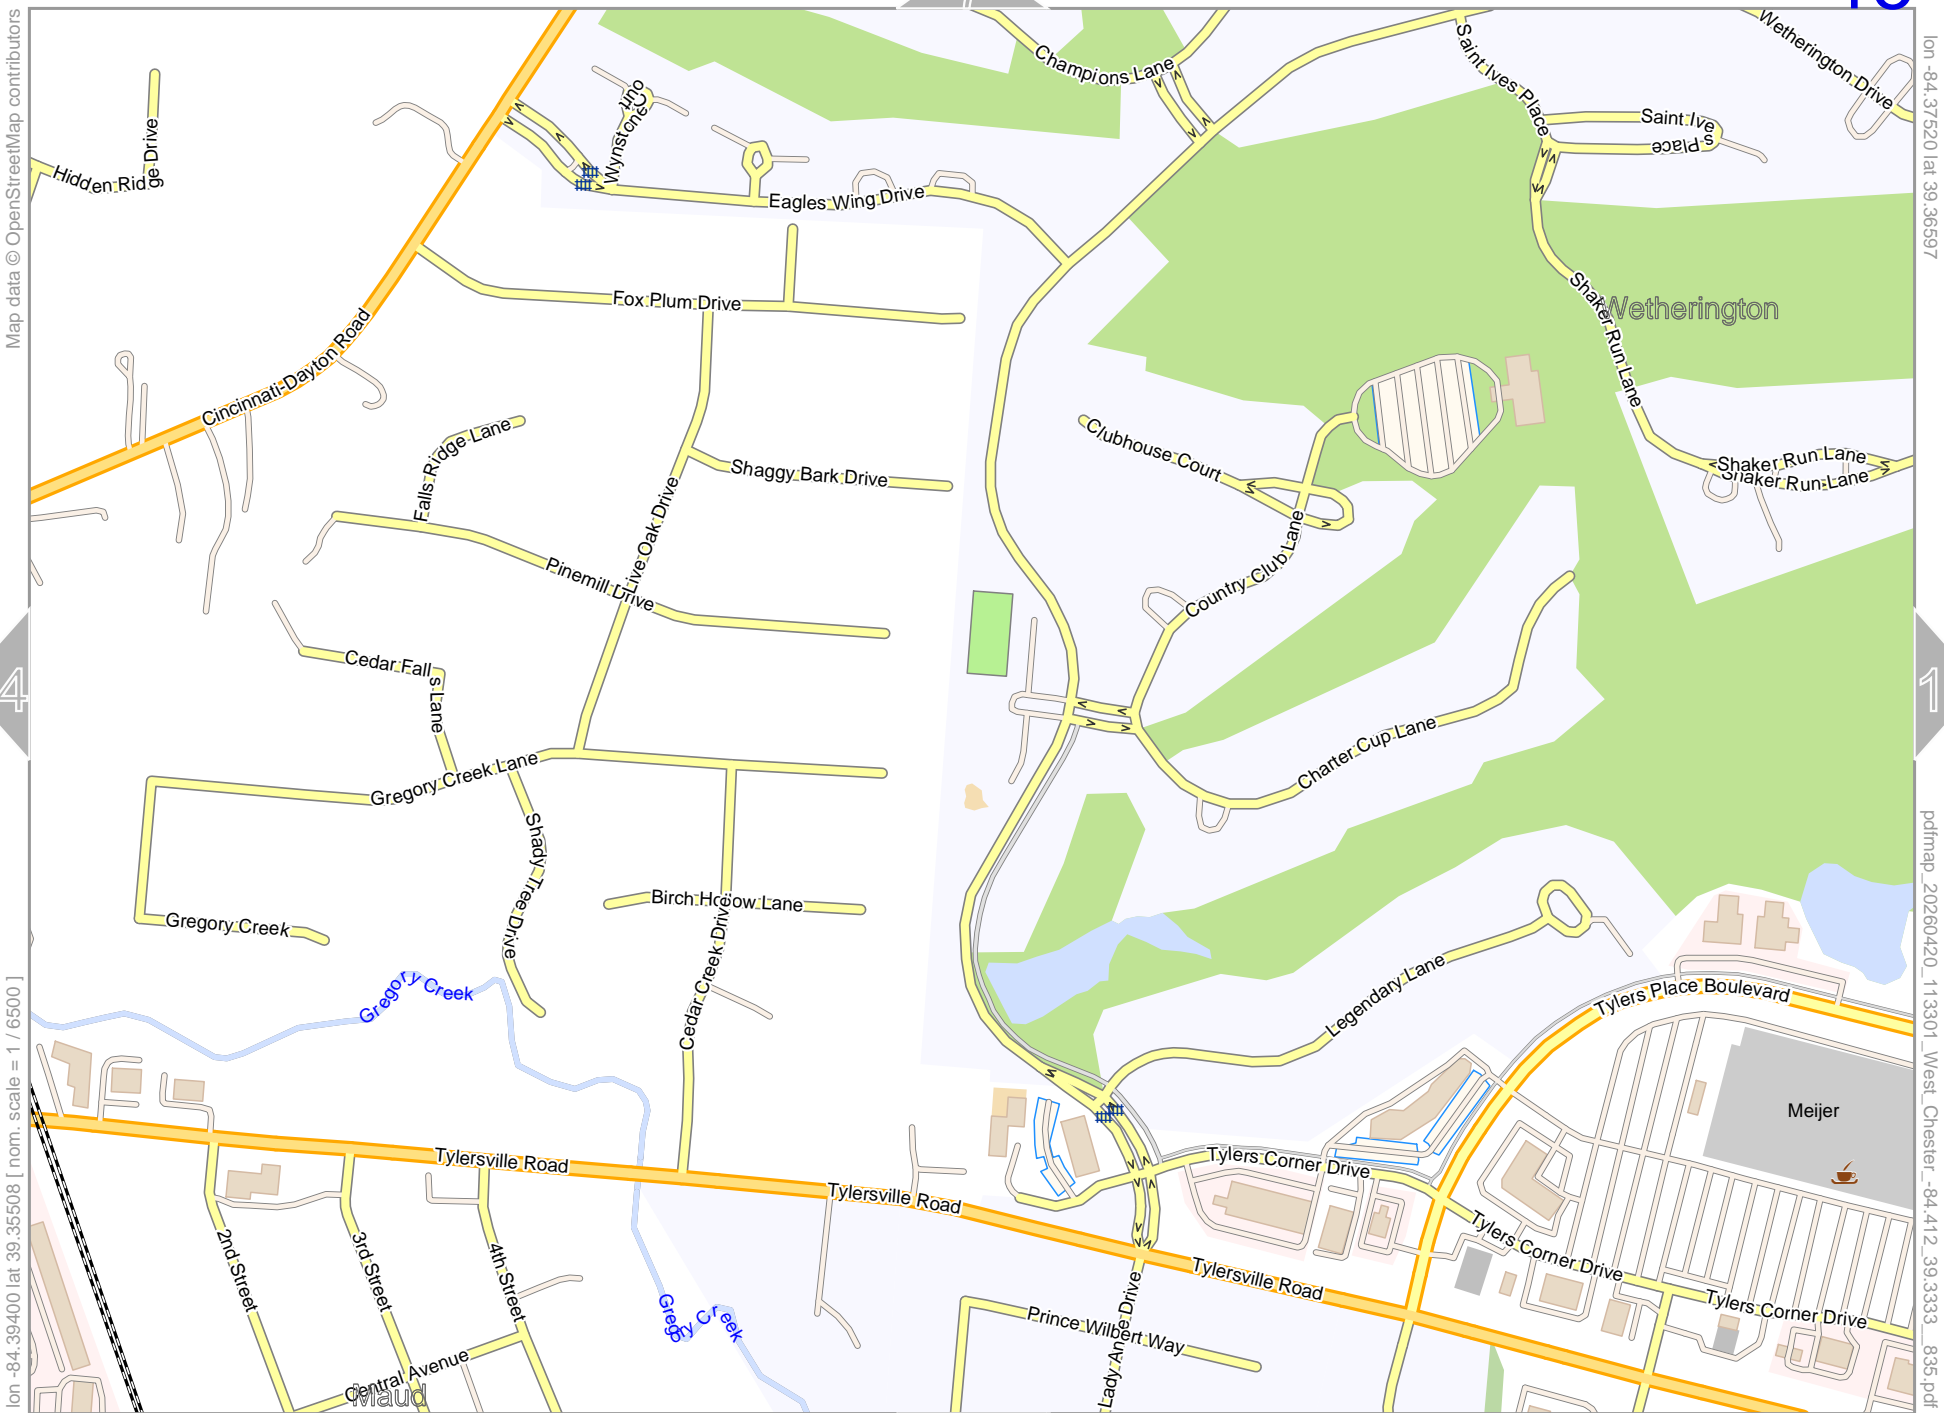 Map data © OpenStreetMap contributors
lon -84.39400 lat 39.35508 [ nom. scale = 1 / 6500 ]
lon -84.37520 lat 39.36597
pdfmap_20260420_113301_West_Chester_-84.412_39.3333__835.pdf
4
1
Champions Lane
Saint Ives Place
Wetherington Drive
Saint Ives Place
Wynstone Court
Hidden Ridge Drive
Eagles Wing Drive
Fox Plum Drive
Wetherington
Shaker Run Lane
Cincinnati-Dayton Road
Falls Ridge Lane
Clubhouse Court
Shaggy Bark Drive
Shaker Run Lane
Shaker Run Lane
Live Oak Drive
Pinemill Drive
Country Club Lane
Cedar Falls Lane
Charter Cup Lane
Gregory Creek Lane
Shady Tree Drive
Birch Hollow Lane
Gregory Creek
Cedar Creek Drive
Gregory Creek
Legendary Lane
Tylers Place Boulevard
Meijer
Tylersville Road
Tylers Corner Drive
Tylersville Road
2nd Street
3rd Street
4th Street
Tylers Corner Drive
Tylersville Road
Gregory Creek
Prince Wilbert Way
Lady Anne Drive
Tylers Corner Drive
Central Avenue
Maud